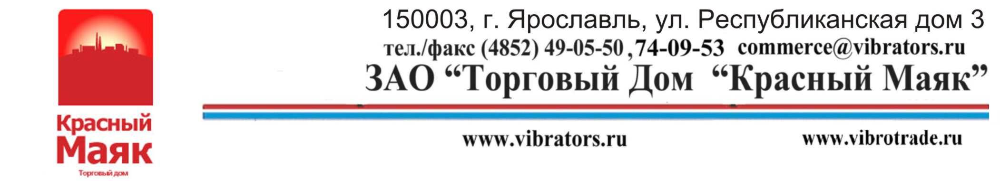 150003, г. Ярославль, ул. Республиканская дом 3
тел./факс (4852) 49-05-50 ,74-09-53 commerce@vibrators.ru
ЗАО “Торговый Дом “Красный Маяк”
www.vibrators.ru www.vibrotrade.ru
Красный
Маяк
Торговый дом